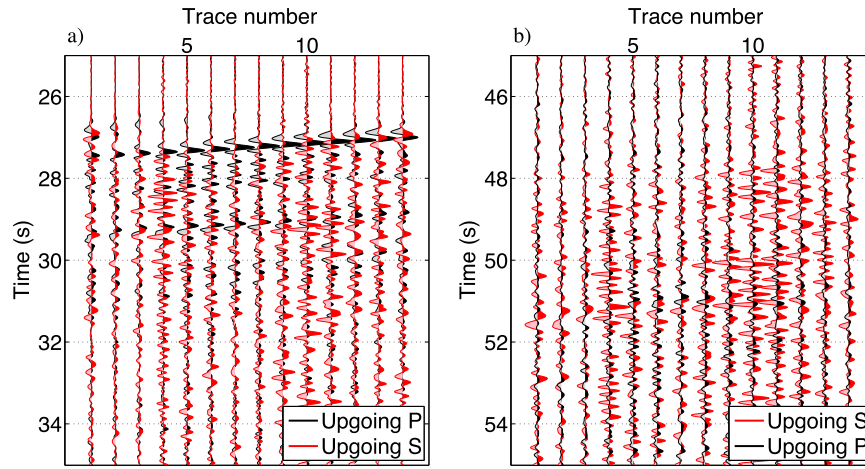 Trace number
a) 5 10
26
28
30
32
34
Time (s)
Upgoing P
Upgoing S
Trace number
b) 5 10
46
48
50
52
54
Time (s)
Upgoing S
Upgoing P